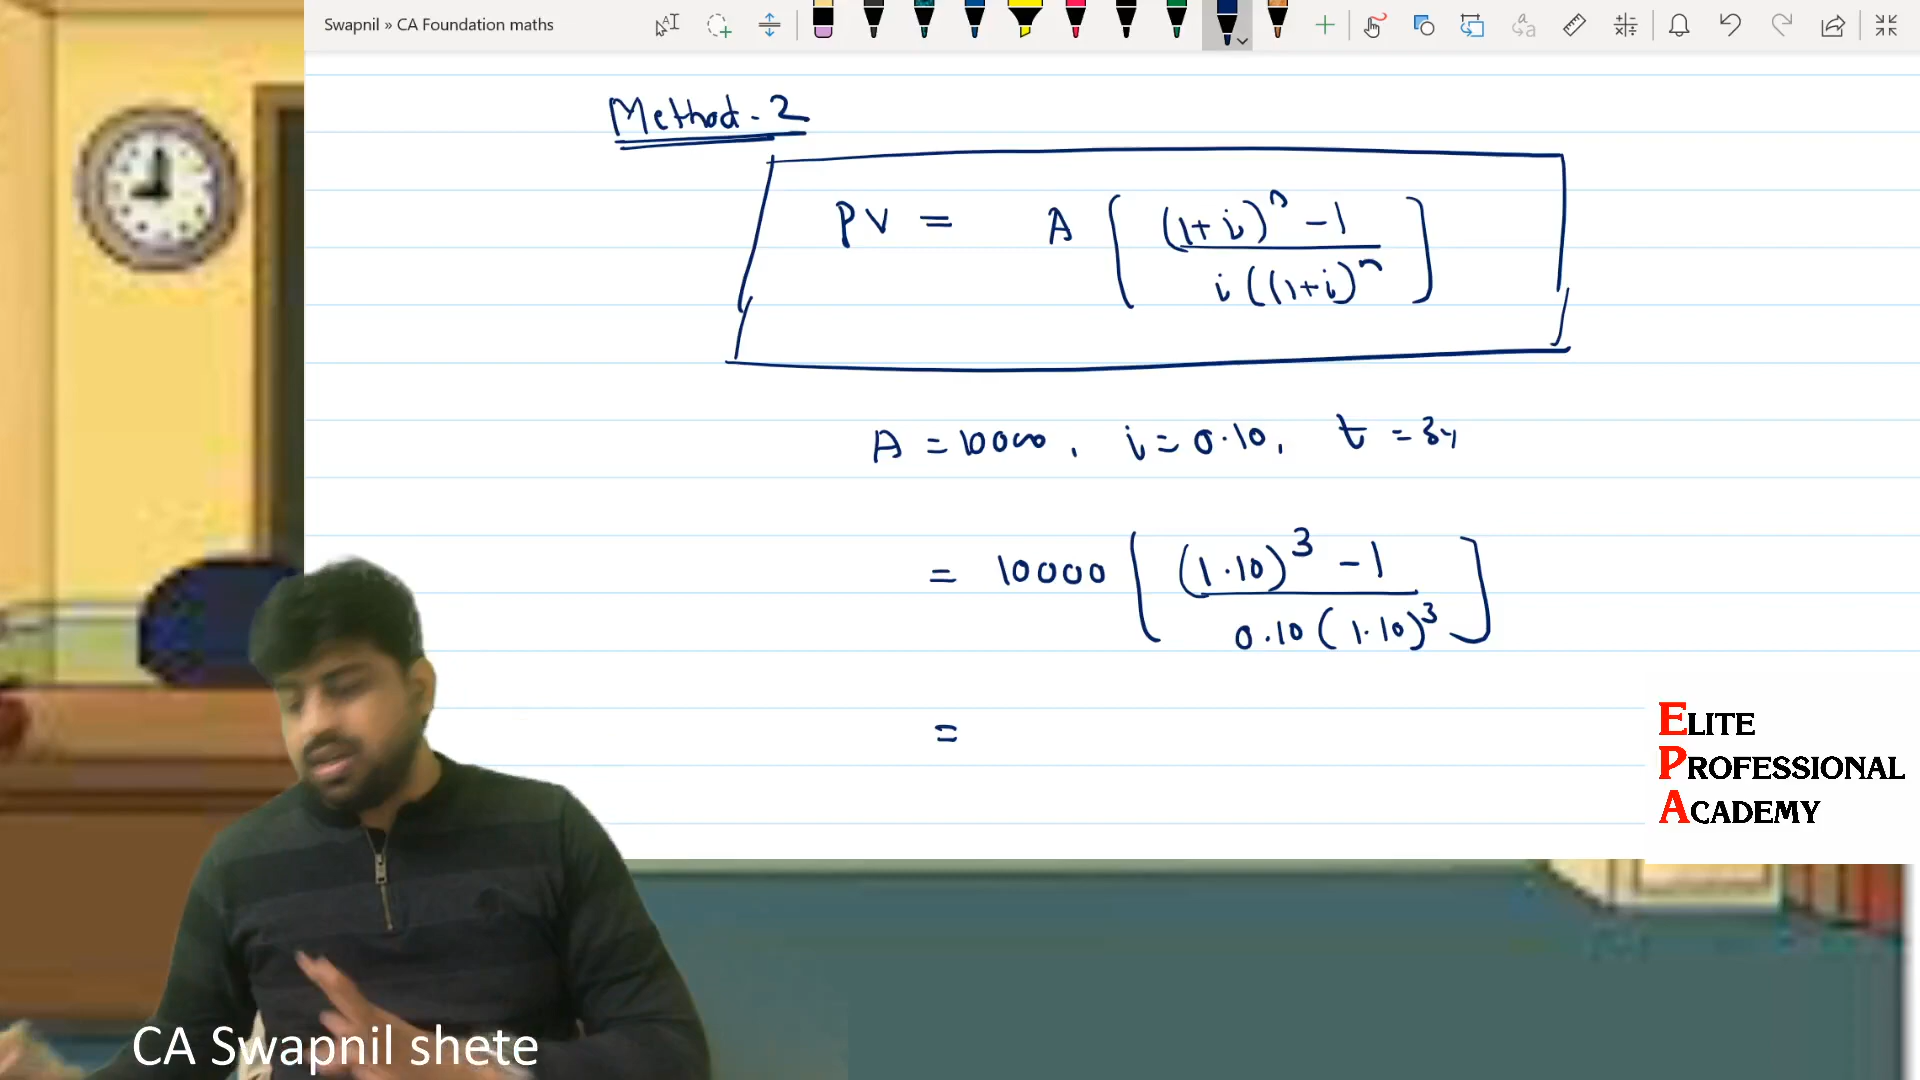 Swapnil » CA Foundation maths
Method - 2
PV = A [ (1+i)^n - 1 / i((1+i)^n ]
A = 10000, i = 0.10, t = 3y
= 10000 [ (1.10)^3 - 1 / 0.10(1.10)^3 ]
=
ELITE
PROFESSIONAL
ACADEMY
CA Swapnil shete